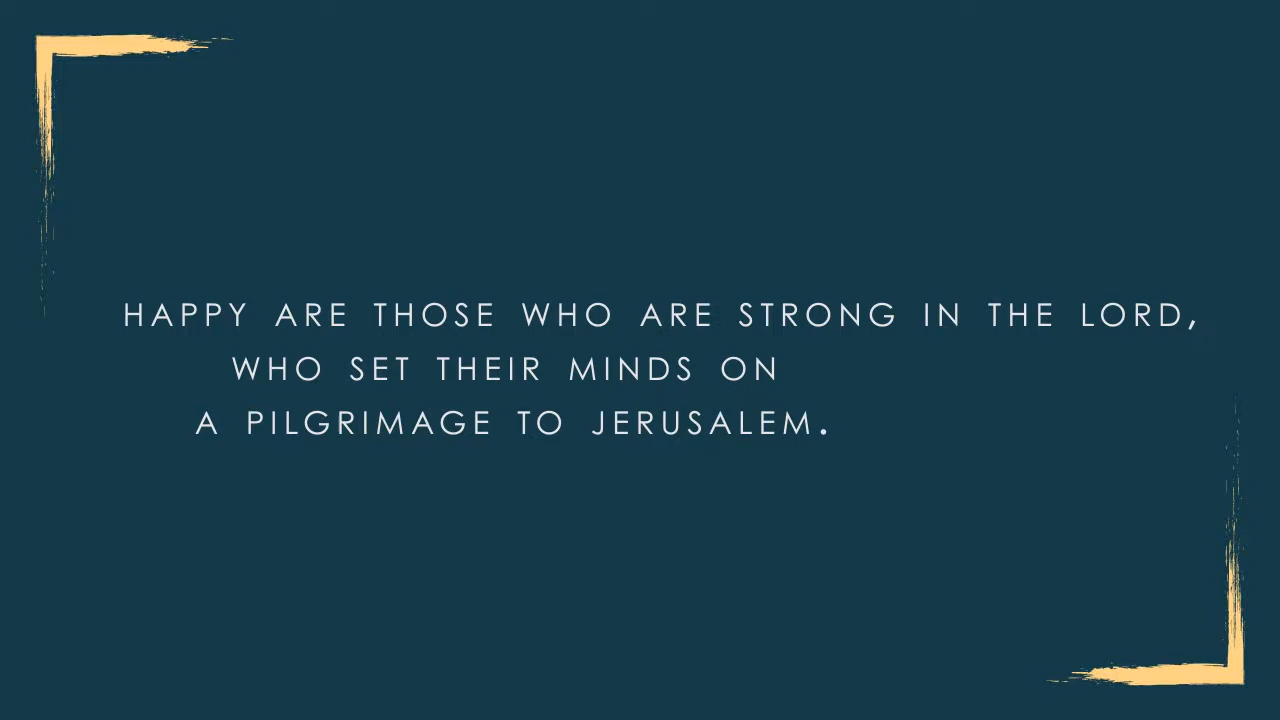 HAPPY ARE THOSE WHO ARE STRONG IN THE LORD,
WHO SET THEIR MINDS ON
A PILGRIMAGE TO JERUSALEM.